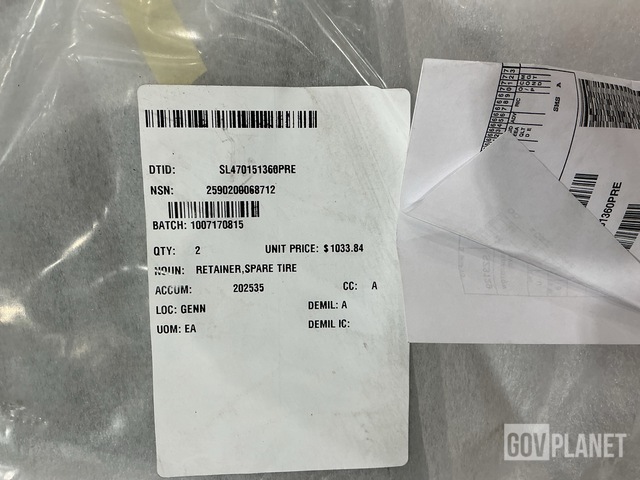 DTID: SL470151360PRE
NSN: 2590200068712
BATCH: 1007170815
QTY: 2 UNIT PRICE: $1033.84
NOUN: RETAINER,SPARE TIRE
ACCUM: 202535 CC: A
LOC: GENN DEMIL: A
UOM: EA DEMIL IC:
SMS A
1360PRE
GOVPLANET